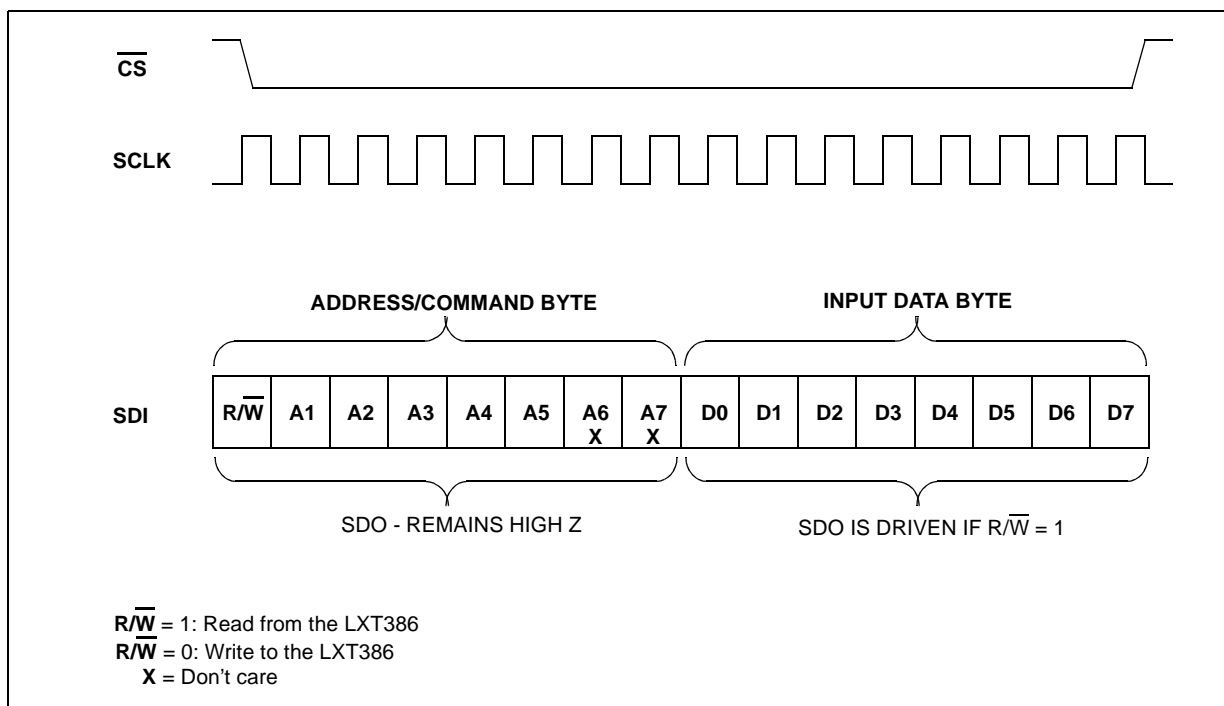 CS
SCLK
ADDRESS/COMMAND BYTE INPUT DATA BYTE
SDI R/W A1 A2 A3 A4 A5 A6 X A7 X D0 D1 D2 D3 D4 D5 D6 D7
SDO - REMAINS HIGH Z SDO IS DRIVEN IF R/W = 1
R/W = 1: Read from the LXT386
R/W = 0: Write to the LXT386
X = Don't care